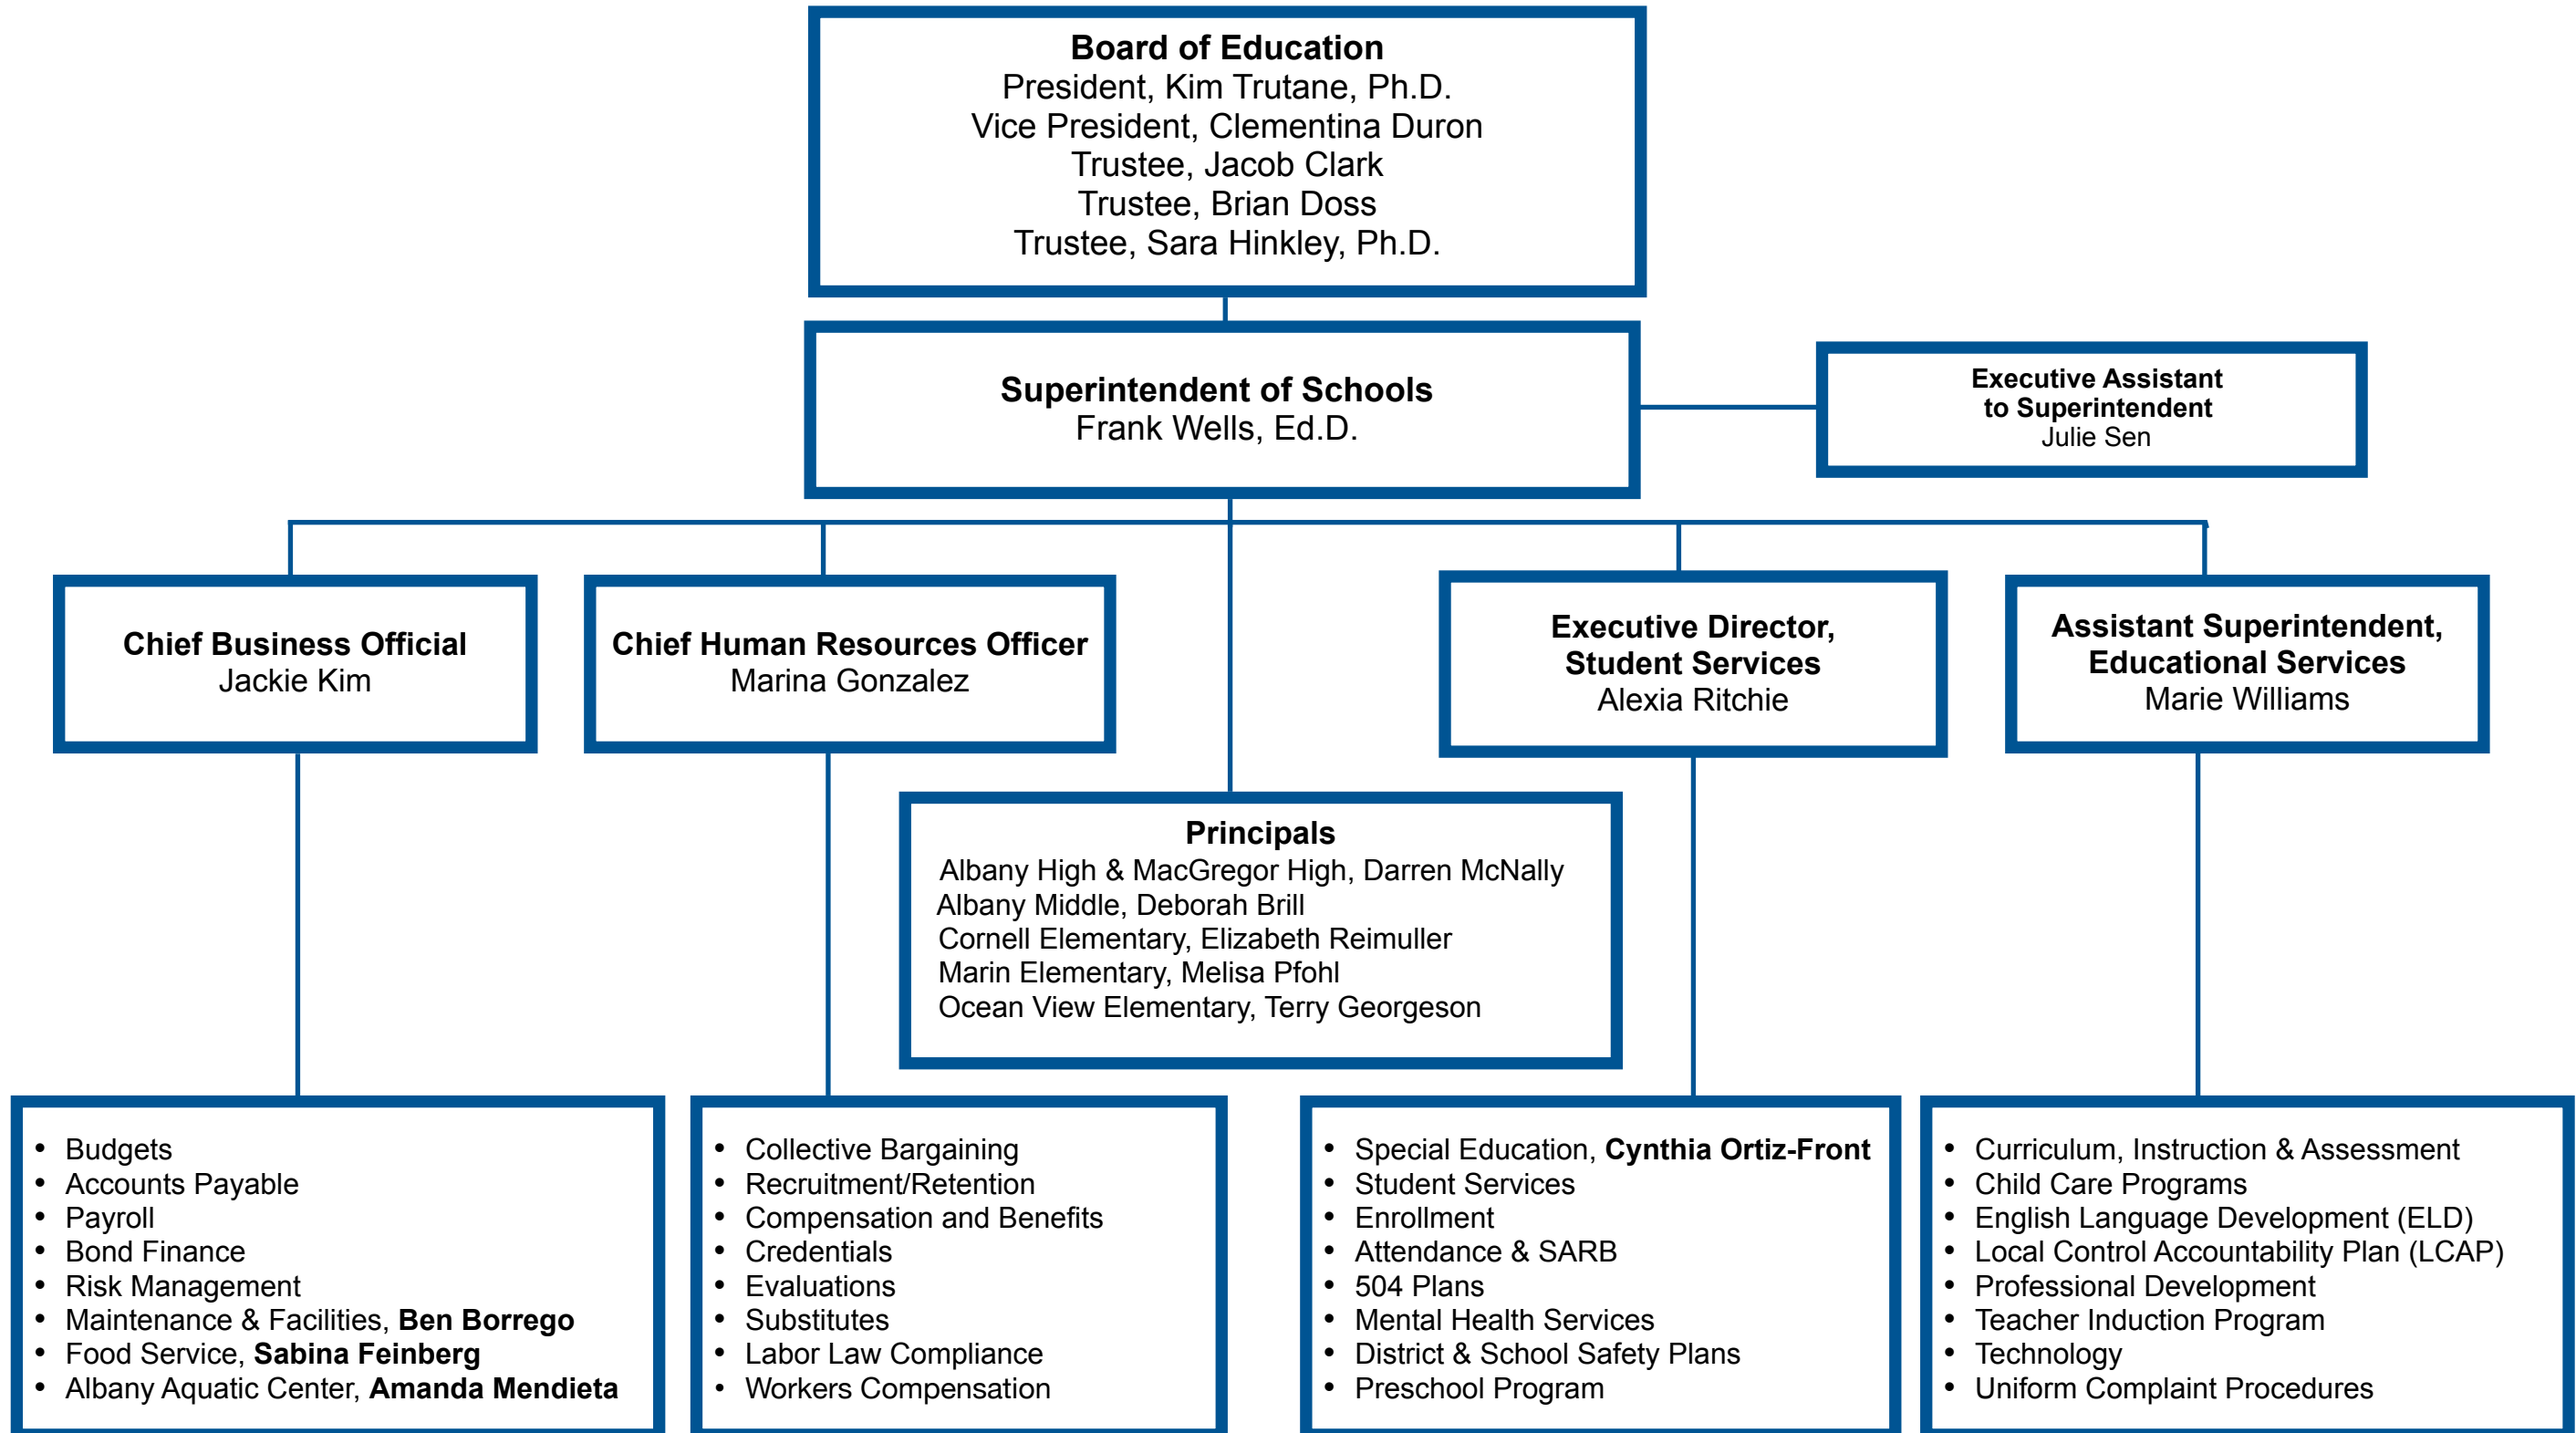 Board of Education
President, Kim Trutane, Ph.D.
Vice President, Clementina Duron
Trustee, Jacob Clark
Trustee, Brian Doss
Trustee, Sara Hinkley, Ph.D.
Superintendent of Schools
Frank Wells, Ed.D.
Executive Assistant
to Superintendent
Julie Sen
Chief Business Official
Jackie Kim
Chief Human Resources Officer
Marina Gonzalez
Executive Director,
Student Services
Alexia Ritchie
Assistant Superintendent,
Educational Services
Marie Williams
Principals
Albany High & MacGregor High, Darren McNally
Albany Middle, Deborah Brill
Cornell Elementary, Elizabeth Reimuller
Marin Elementary, Melisa Pfohl
Ocean View Elementary, Terry Georgeson
• Budgets
• Accounts Payable
• Payroll
• Bond Finance
• Risk Management
• Maintenance & Facilities, Ben Borrego
• Food Service, Sabina Feinberg
• Albany Aquatic Center, Amanda Mendieta
• Collective Bargaining
• Recruitment/Retention
• Compensation and Benefits
• Credentials
• Evaluations
• Substitutes
• Labor Law Compliance
• Workers Compensation
• Special Education, Cynthia Ortiz-Front
• Student Services
• Enrollment
• Attendance & SARB
• 504 Plans
• Mental Health Services
• District & School Safety Plans
• Preschool Program
• Curriculum, Instruction & Assessment
• Child Care Programs
• English Language Development (ELD)
• Local Control Accountability Plan (LCAP)
• Professional Development
• Teacher Induction Program
• Technology
• Uniform Complaint Procedures